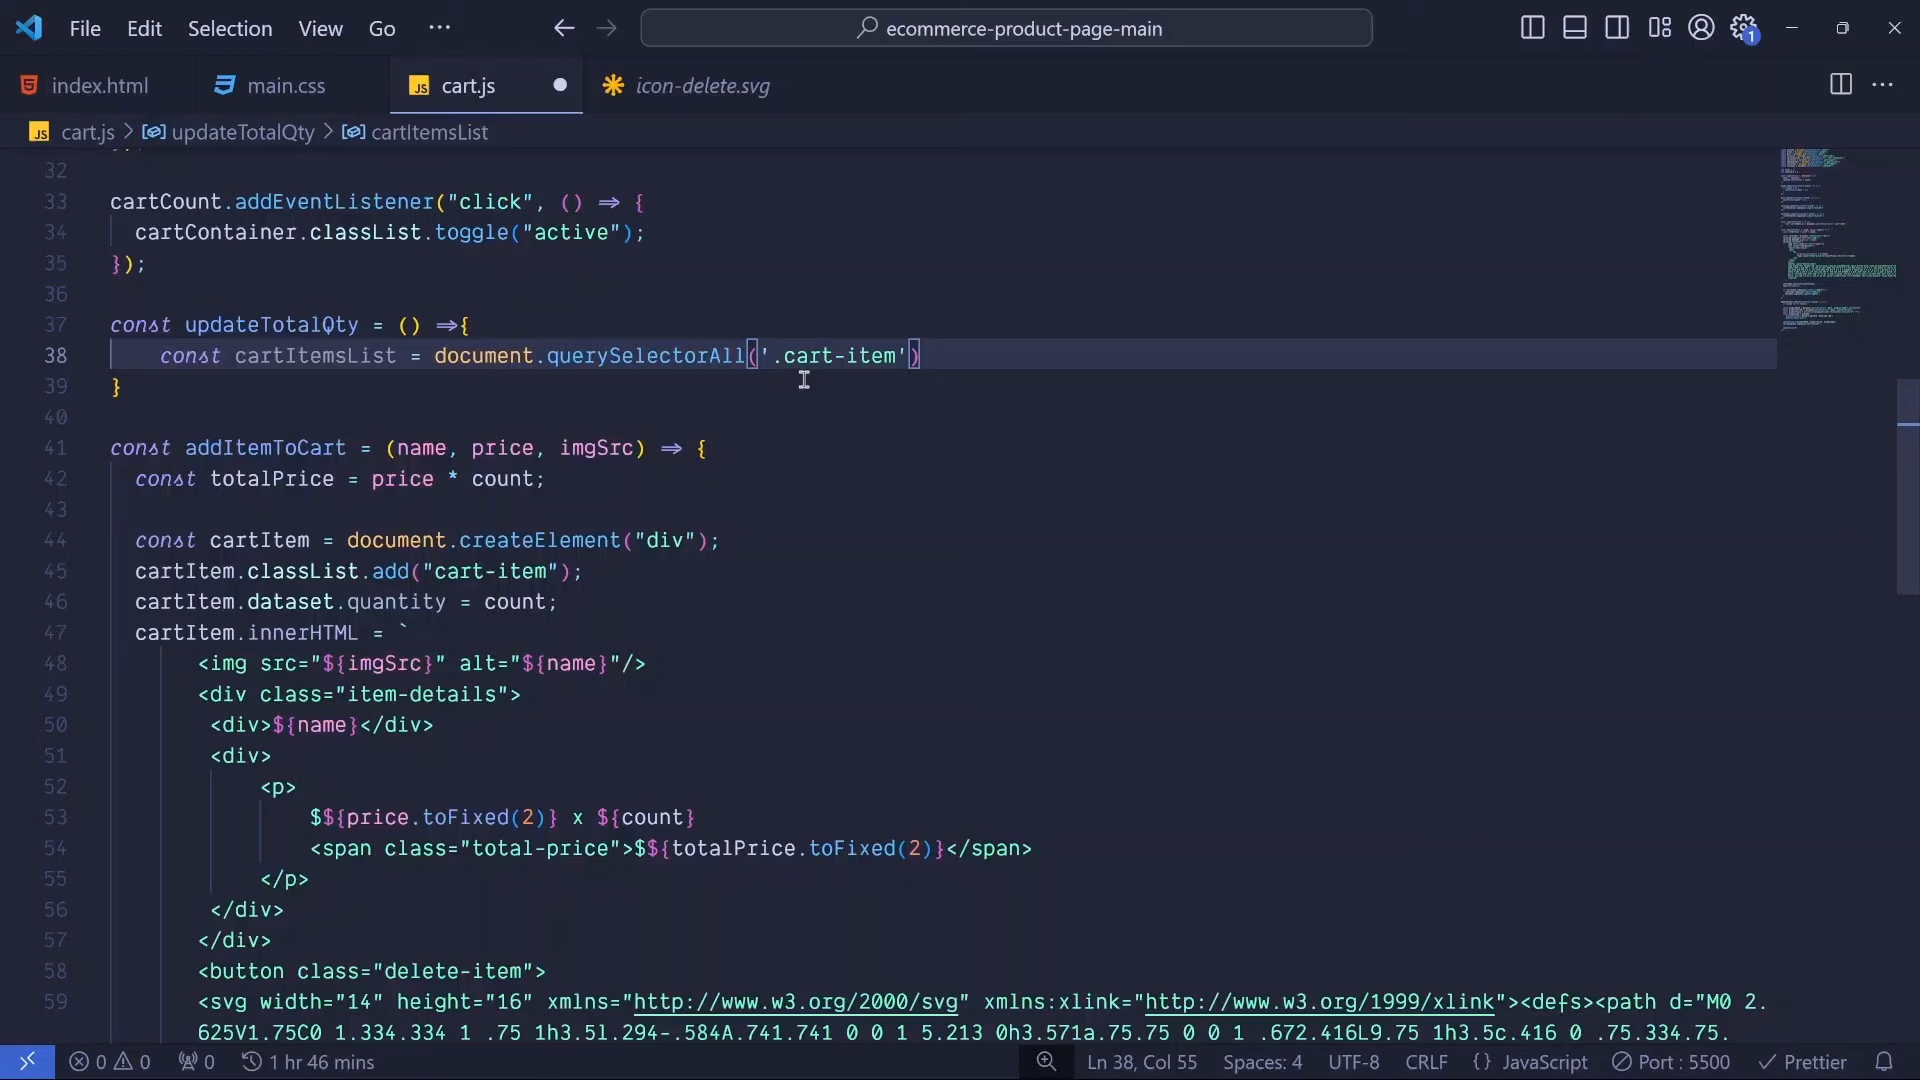 File Edit Selection View Go ··· ecommerce-product-page-main 1
index.html main.css JS cart.js icon-delete.svg ···
JS cart.js > updateTotalQty > cartItemsList
32
33 cartCount.addEventListener("click", () => {
34 cartContainer.classList.toggle("active");
35 });
36
37 const updateTotalQty = () =>{
38 const cartItemsList = document.querySelectorAll('.cart-item')
39 }
40
41 const addItemToCart = (name, price, imgSrc) => {
42 const totalPrice = price * count;
43
44 const cartItem = document.createElement("div");
45 cartItem.classList.add("cart-item");
46 cartItem.dataset.quantity = count;
47 cartItem.innerHTML = `
48 <img src="${imgSrc}" alt="${name}"/>
49 <div class="item-details">
50 <div>${name}</div>
51 <div>
52 <p>
53 $${price.toFixed(2)} x ${count}
54 <span class="total-price">$${totalPrice.toFixed(2)}</span>
55 </p>
56 </div>
57 </div>
58 <button class="delete-item">
59 <svg width="14" height="16" xmlns="http://www.w3.org/2000/svg" xmlns:xlink="http://www.w3.org/1999/xlink"><defs><path d="M0 2.
625V1.75C0 1.334.334 1 .75 1h3.5l.294-.584A.741.741 0 0 1 5.213 0h3.571a.75.75 0 0 1 .672.416L9.75 1h3.5c.416 0 .75.334.75.
0 0 0 1 hr 46 mins Ln 38, Col 55 Spaces: 4 UTF-8 CRLF {} JavaScript Port : 5500 Prettier